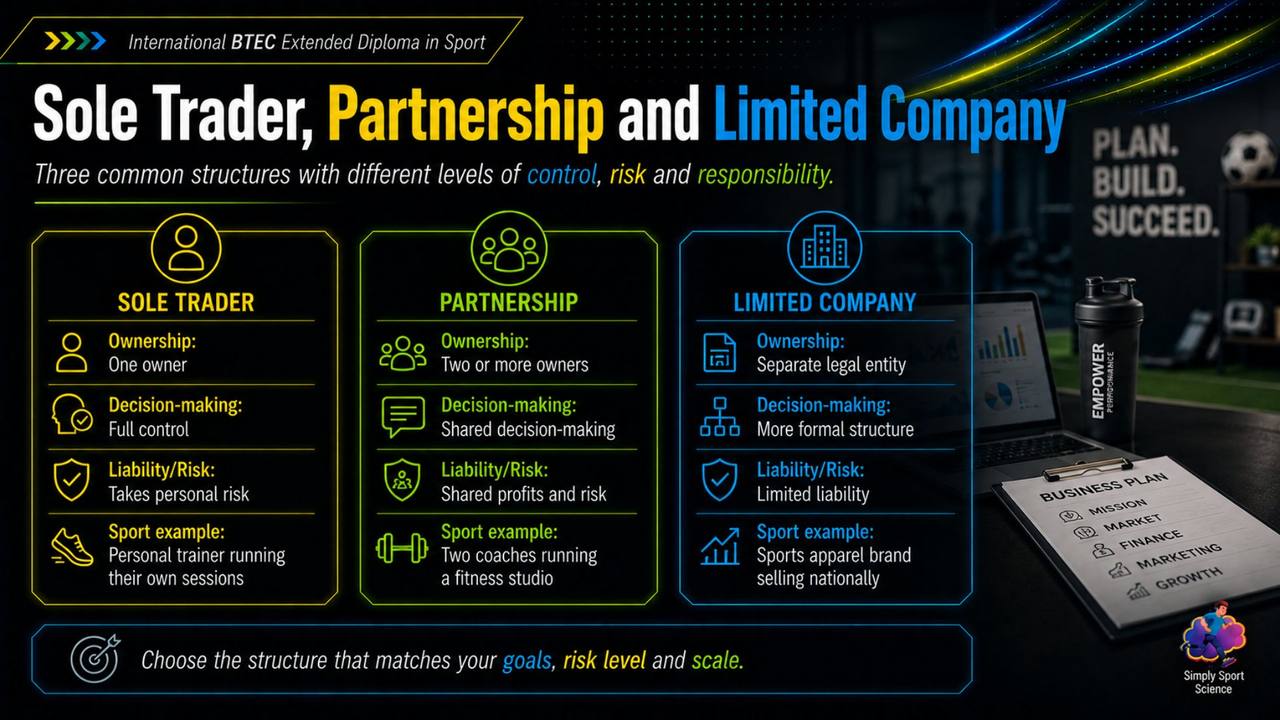 International BTEC Extended Diploma in Sport
Sole Trader, Partnership and Limited Company
Three common structures with different levels of control, risk and responsibility.
SOLE TRADER
Ownership:
One owner
Decision-making:
Full control
Liability/Risk:
Takes personal risk
Sport example:
Personal trainer running
their own sessions
PARTNERSHIP
Ownership:
Two or more owners
Decision-making:
Shared decision-making
Liability/Risk:
Shared profits and risk
Sport example:
Two coaches running
a fitness studio
LIMITED COMPANY
Ownership:
Separate legal entity
Decision-making:
More formal structure
Liability/Risk:
Limited liability
Sport example:
Sports apparel brand
selling nationally
Choose the structure that matches your goals, risk level and scale.
PLAN.
BUILD.
SUCCEED.
EMPOWER
BUSINESS PLAN
MISSION
MARKET
FINANCE
MARKETING
GROWTH
Simply Sport
Science